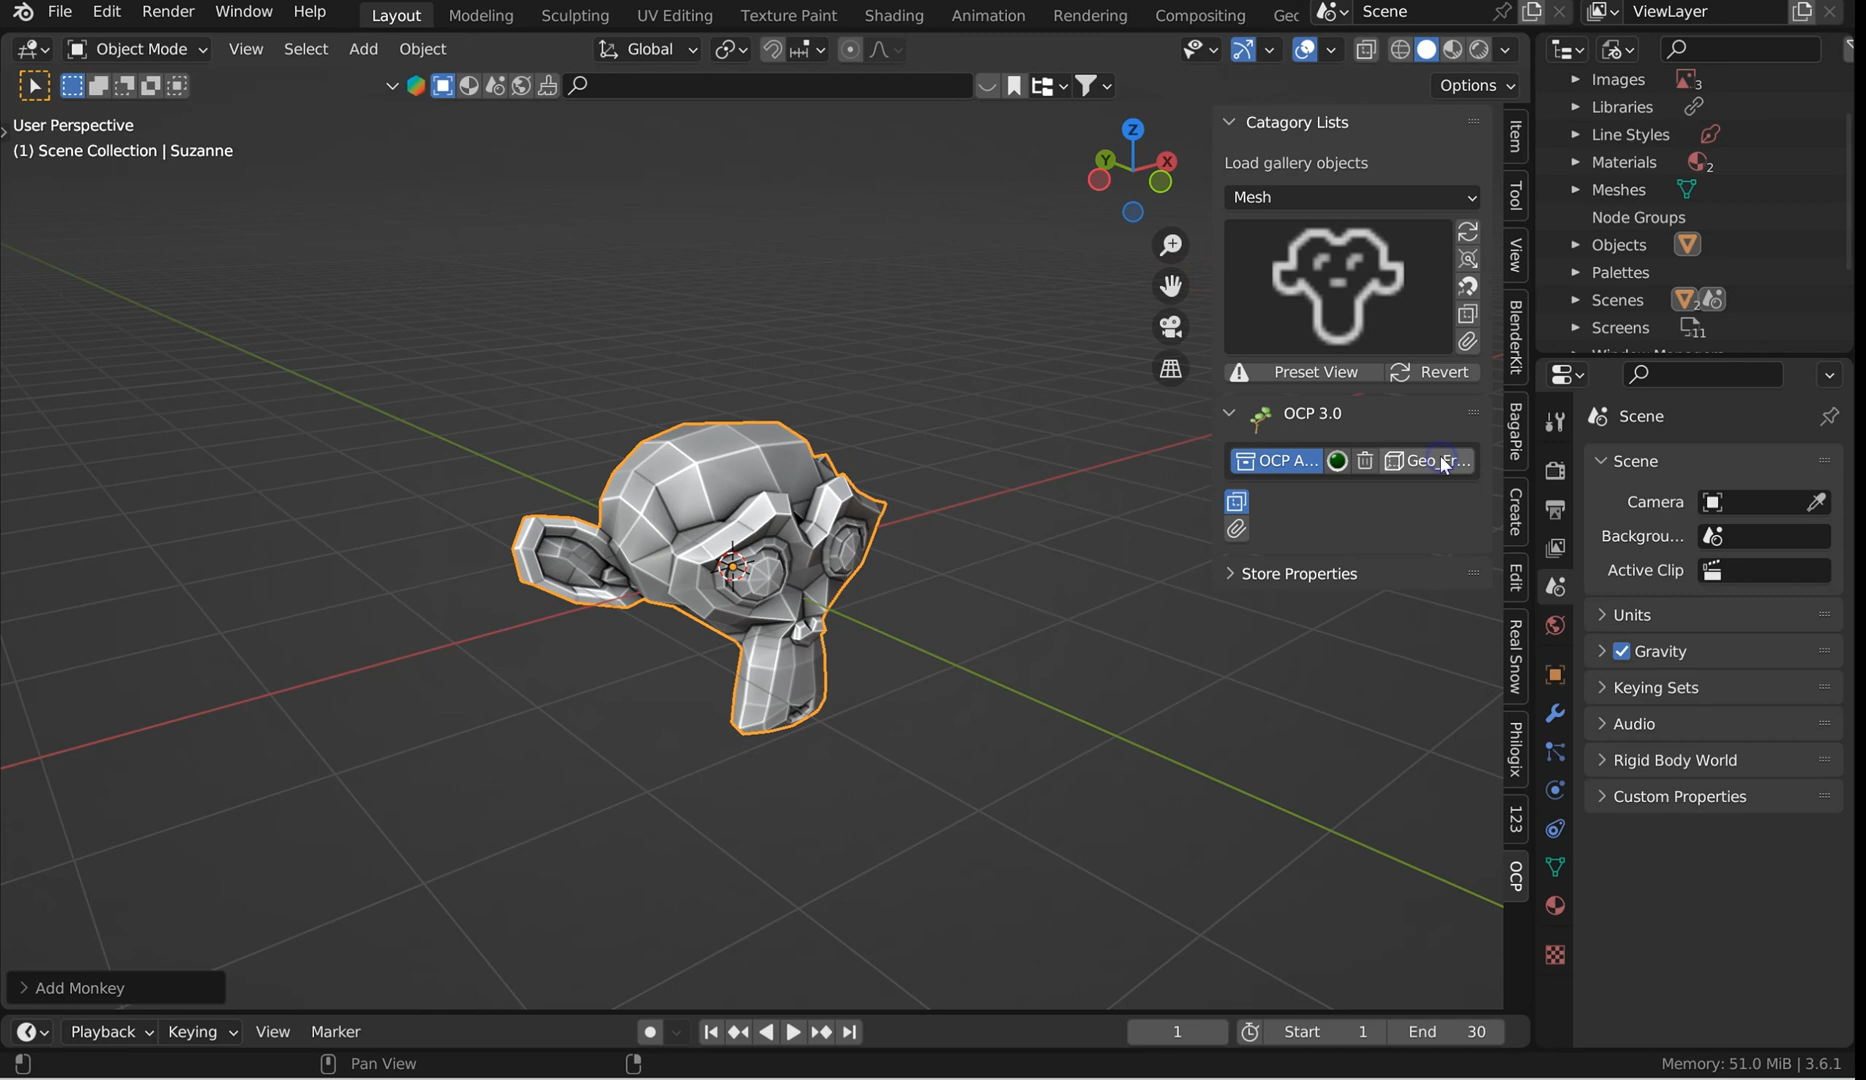 File Edit Render Window Help Layout Modeling Sculpting UV Editing Texture Paint Shading Animation Rendering Compositing Scene ViewLayer
Object Mode View Select Add Object Global
Options
User Perspective
(1) Scene Collection | Suzanne
Z
Y
X
Catagory Lists
Load gallery objects
Mesh
Preset View Revert
OCP 3.0
OCP A...
Store Properties
Item
Tool
View
BlenderKit
BagaPie
Create
Edit
Real Snow
Philogix
123
OCP
Images 3
Libraries
Line Styles
Materials 2
Meshes
Node Groups
Objects
Palettes
Scenes 2
Screens 11
Scene
Scene
Camera
Backgrou...
Active Clip
Units
Gravity
Keying Sets
Audio
Rigid Body World
Custom Properties
Add Monkey
Playback Keying View Marker 1 Start 1 End 30
Pan View Memory: 51.0 MiB | 3.6.1